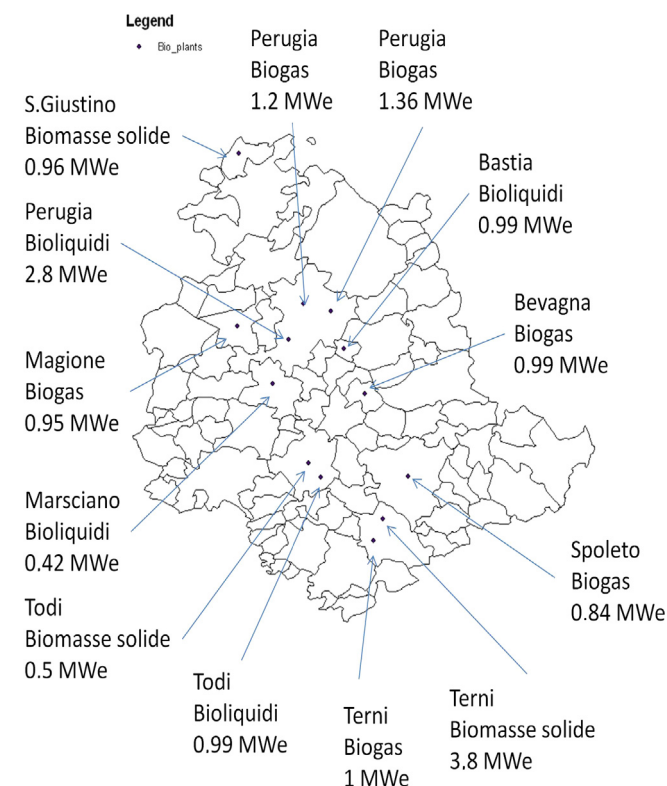 Legend
Bio_plants
Perugia
Biogas
1.2 MWe
Perugia
Biogas
1.36 MWe
S.Giustino
Biomasse solide
0.96 MWe
Bastia
Bioliquidi
0.99 MWe
Perugia
Bioliquidi
2.8 MWe
Bevagna
Biogas
0.99 MWe
Magione
Biogas
0.95 MWe
Marsciano
Bioliquidi
0.42 MWe
Spoleto
Biogas
0.84 MWe
Todi
Biomasse solide
0.5 MWe
Todi
Bioliquidi
0.99 MWe
Terni
Biogas
1 MWe
Terni
Biomasse solide
3.8 MWe